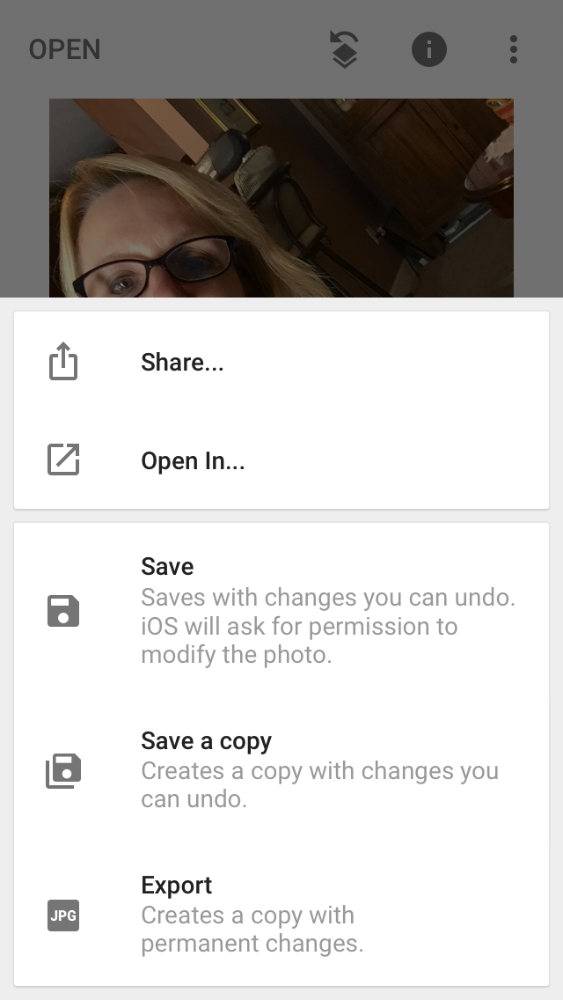 OPEN
Share...
Open In...
Save
Saves with changes you can undo.
iOS will ask for permission to
modify the photo.
Save a copy
Creates a copy with changes you
can undo.
JPG
Export
Creates a copy with
permanent changes.